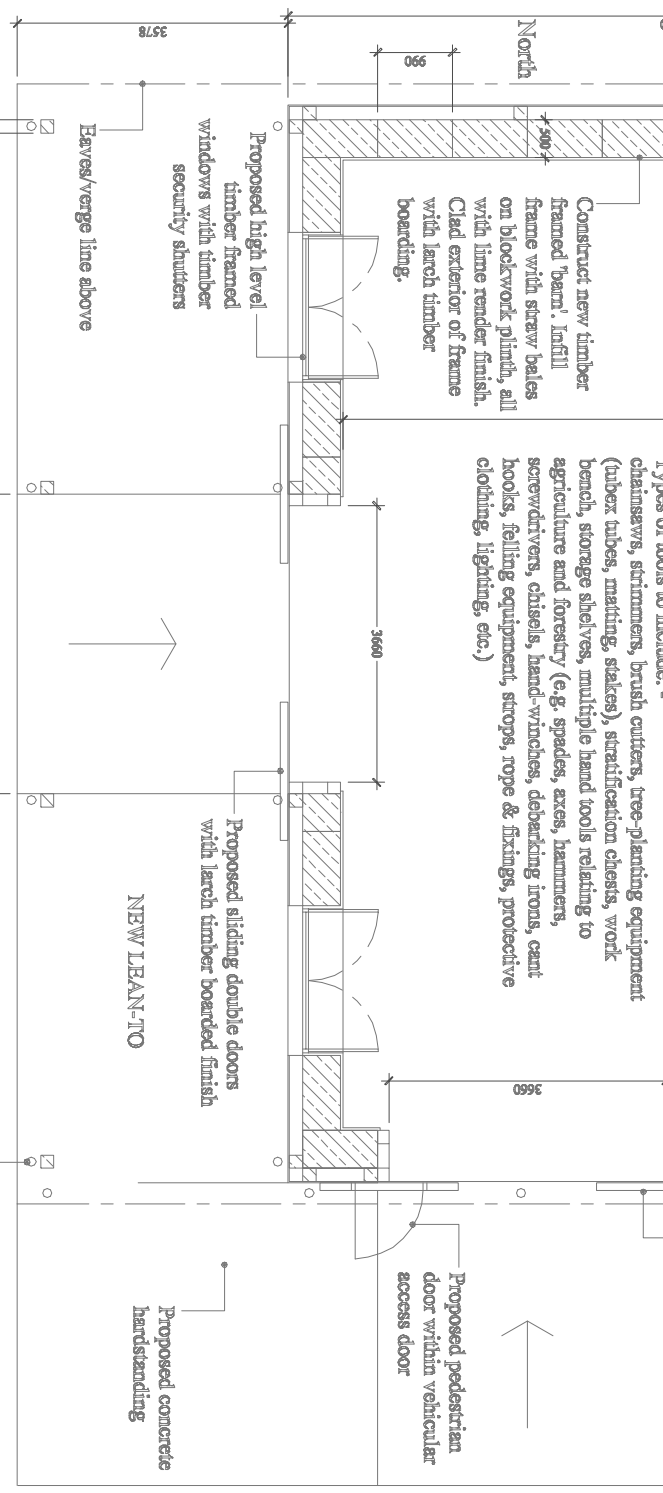 Types of tools to include:
chainsaws, strimmers, brush cutters, tree-planting equipment
(tubex tubes, matting, stakes), stratification chests, work
bench, storage shelves, multiple hand tools relating to
agriculture and forestry (e.g. spades, axes, hammers,
screwdrivers, chisels, hand-winches, debarking irons, cant
hooks, felling equipment, strops, rope & fixings, protective
clothing, lighting, etc.)
North
Construct new timber
framed 'barn'. Infill
frame with straw bales
on blockwork plinth, all
with lime render finish.
Clad exterior of frame
with larch timber
boarding.
500
990
3578
3660
3660
Proposed high level
timber framed
windows with timber
security shutters
Eaves/verge line above
Proposed sliding double doors
with larch timber boarded finish
NEW LEAN-TO
Proposed pedestrian
door within vehicular
access door
Proposed concrete
hardstanding